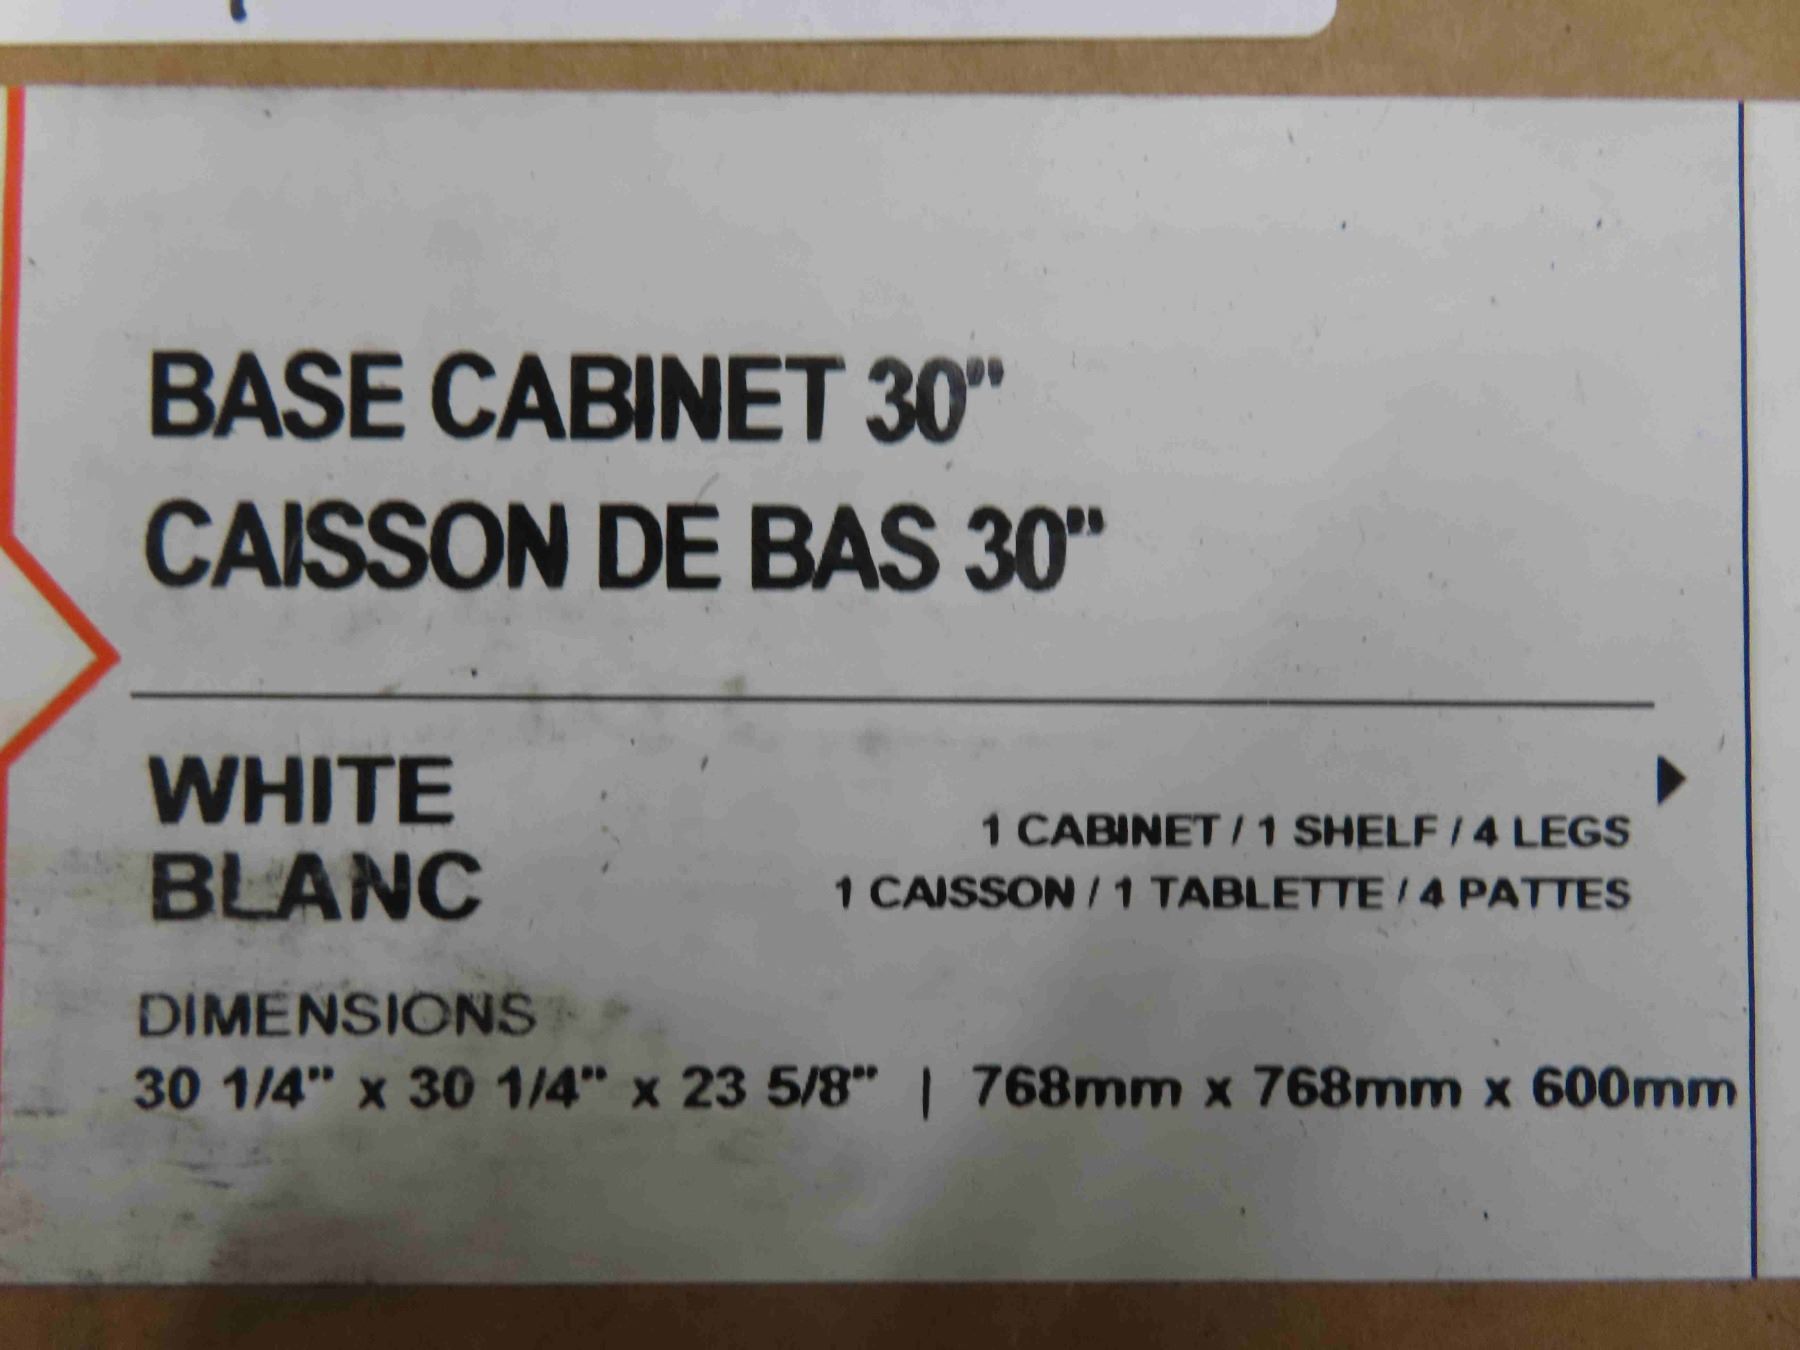 BASE CABINET 30"
CAISSON DE BAS 30"
WHITE
BLANC
1 CABINET / 1 SHELF / 4 LEGS
1 CAISSON / 1 TABLETTE / 4 PATTES
DIMENSIONS
30 1/4" x 30 1/4" x 23 5/8" | 768mm x 768mm x 600mm